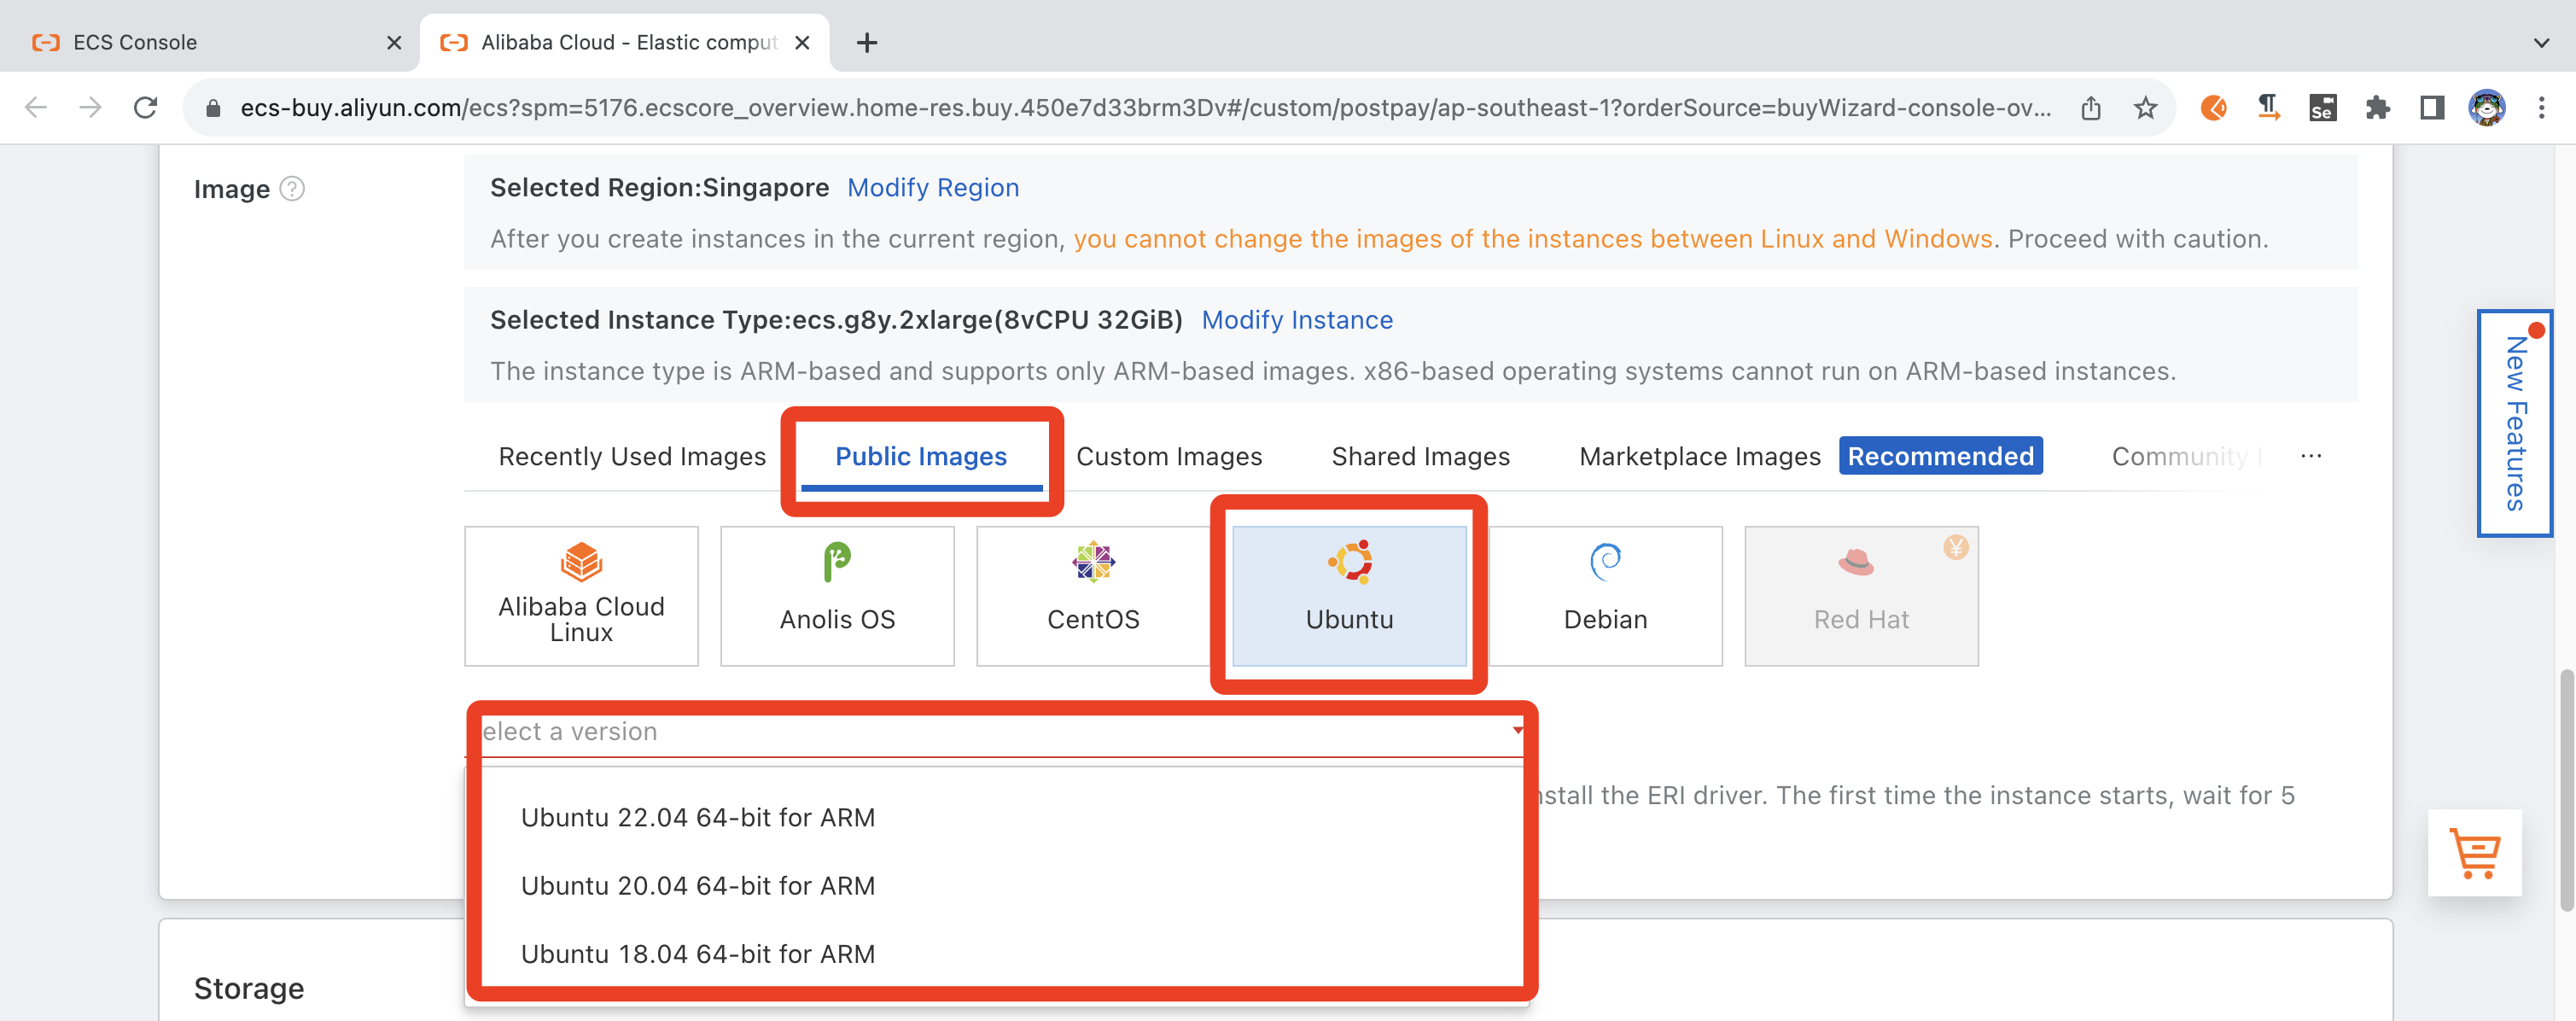 ECS Console
Alibaba Cloud - Elastic comput
ecs-buy.aliyun.com/ecs?spm=5176.ecscore_overview.home-res.buy.450e7d33brm3Dv#/custom/postpay/ap-southeast-1?orderSource=buyWizard-console-ov...
Se
Image ?
Selected Region:Singapore Modify Region
After you create instances in the current region, you cannot change the images of the instances between Linux and Windows. Proceed with caution.
Selected Instance Type:ecs.g8y.2xlarge(8vCPU 32GiB) Modify Instance
The instance type is ARM-based and supports only ARM-based images. x86-based operating systems cannot run on ARM-based instances.
New Features
Recently Used Images Public Images Custom Images Shared Images Marketplace Images Recommended Community ...
Alibaba Cloud Linux
Anolis OS
CentOS
Ubuntu
Debian
¥
Red Hat
elect a version
nstall the ERI driver. The first time the instance starts, wait for 5
Ubuntu 22.04 64-bit for ARM
Ubuntu 20.04 64-bit for ARM
Ubuntu 18.04 64-bit for ARM
Storage